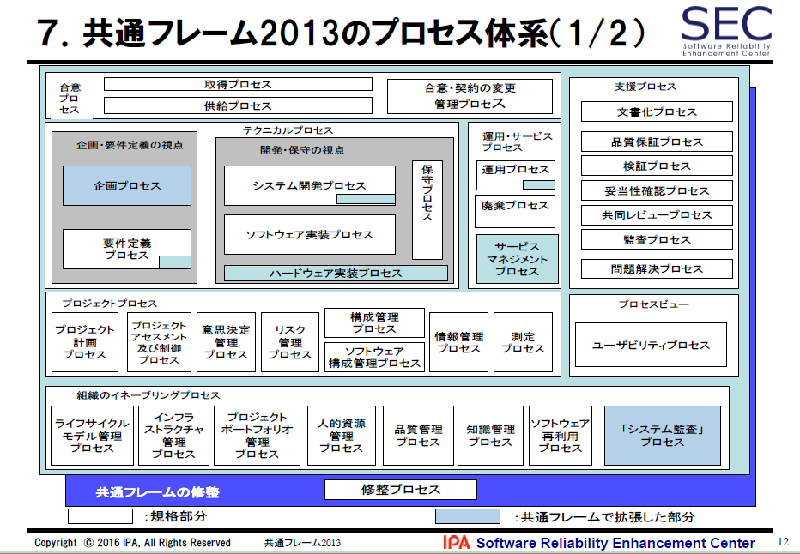 7．共通フレーム2013のプロセス体系（1/2）
SEC
Software Reliability
Enhancement Center
合意
プロ
セス
取得プロセス
供給プロセス
合意・契約の変更
管理プロセス
支援プロセス
文書化プロセス
品質保証プロセス
検証プロセス
妥当性確認プロセス
共同レビュープロセス
監査プロセス
問題解決プロセス
テクニカルプロセス
企画・要件定義の視点
企画プロセス
要件定義
プロセス
開発・保守の視点
システム開発プロセス
ソフトウェア実装プロセス
ハードウェア実装プロセス
保守プロセス
運用・サービス
プロセス
運用プロセス
廃棄プロセス
サービス
マネジメント
プロセス
プロジェクトプロセス
プロジェクト
計画
プロセス
プロジェクト
アセスメント
及び制御
プロセス
意思決定
管理
プロセス
リスク
管理
プロセス
構成管理
プロセス
ソフトウェア
構成管理プロセス
情報管理
プロセス
測定
プロセス
プロセスビュー
ユーザビリティプロセス
組織のイネーブリングプロセス
ライフサイクル
モデル管理
プロセス
インフラ
ストラクチャ
管理
プロセス
プロジェクト
ポートフォリオ
管理
プロセス
人的資源
管理
プロセス
品質管理
プロセス
知識管理
プロセス
ソフトウェア
再利用
プロセス
「システム監査」
プロセス
共通フレームの修整
修整プロセス
：規格部分
：共通フレームで拡張した部分
Copyright © 2016 IPA, All Rights Reserved
共通フレーム2013
IPA Software Reliability Enhancement Center
12